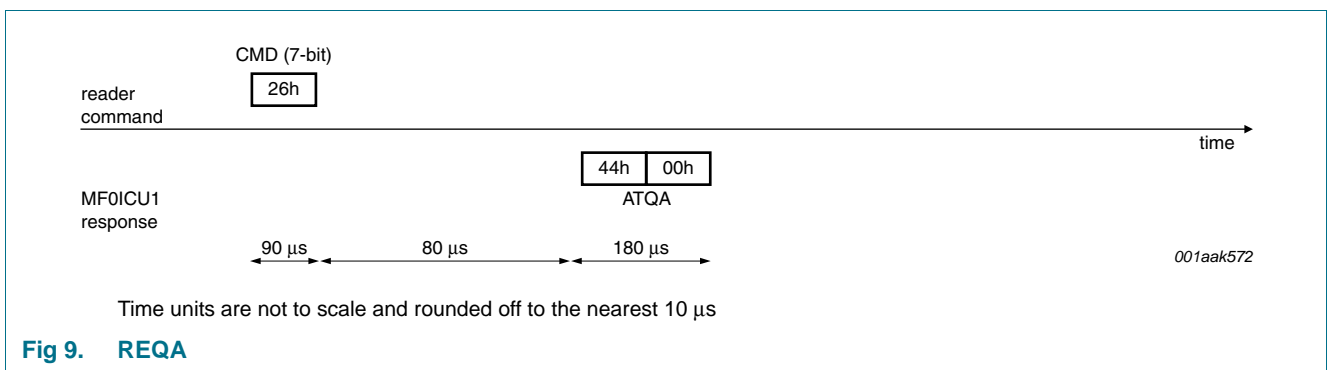 CMD (7-bit)
26h
reader
command
time
44h 00h
MF0ICU1
response
ATQA
90 μs 80 μs 180 μs
001aak572
Time units are not to scale and rounded off to the nearest 10 μs
Fig 9. REQA